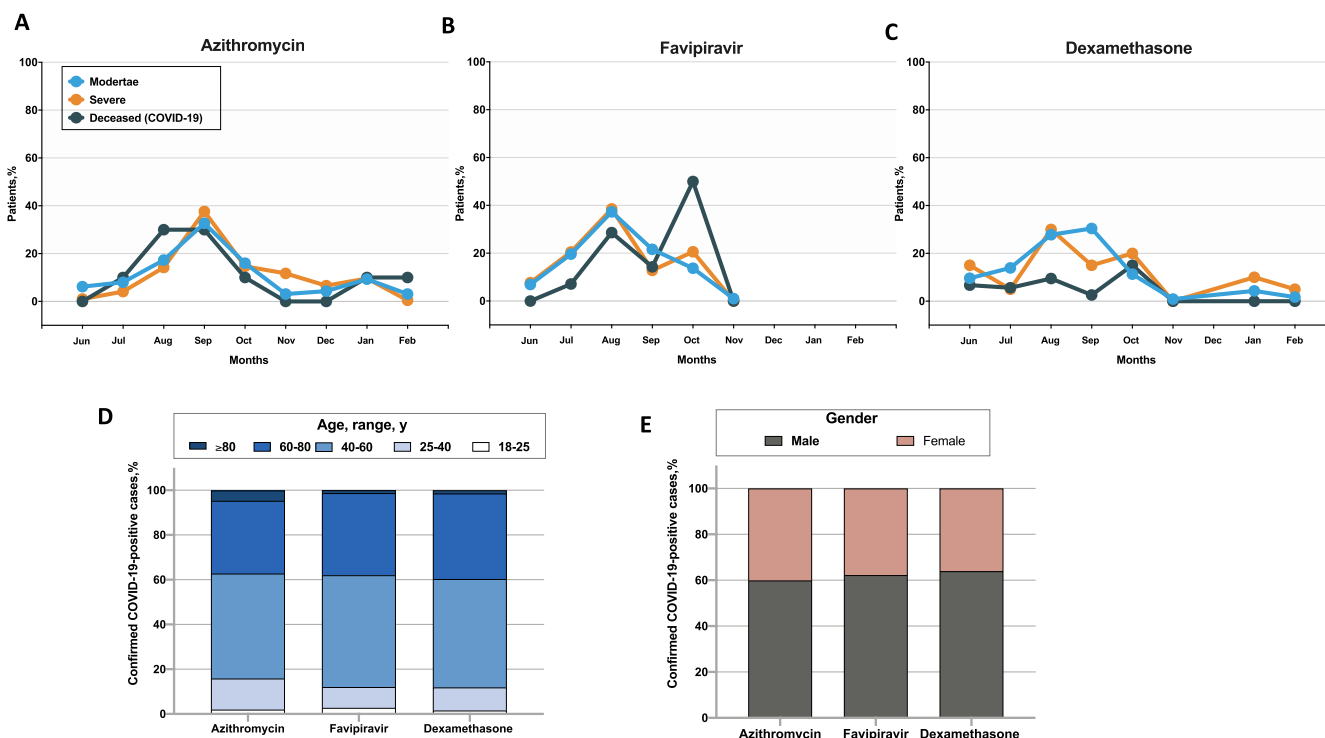 A
Azithromycin
Modertae
Severe
Deceased (COVID-19)
Patients,%
100
80
60
40
20
0
Jun Jul Aug Sep Oct Nov Dec Jan Feb
Months
B
Favipiravir
Patients,%
100
80
60
40
20
0
Jun Jul Aug Sep Oct Nov Dec Jan Feb
Months
C
Dexamethasone
Patients,%
100
80
60
40
20
0
Jun Jul Aug Sep Oct Nov Dec Jan Feb
Months
D
Age, range, y
≥80 60-80 40-60 25-40 18-25
Confirmed COVID-19-positive cases,%
100
80
60
40
20
0
Azithromycin Favipiravir Dexamethasone
E
Gender
Male Female
Confirmed COVID-19-positive cases,%
100
80
60
40
20
0
Azithromycin Favipiravir Dexamethasone